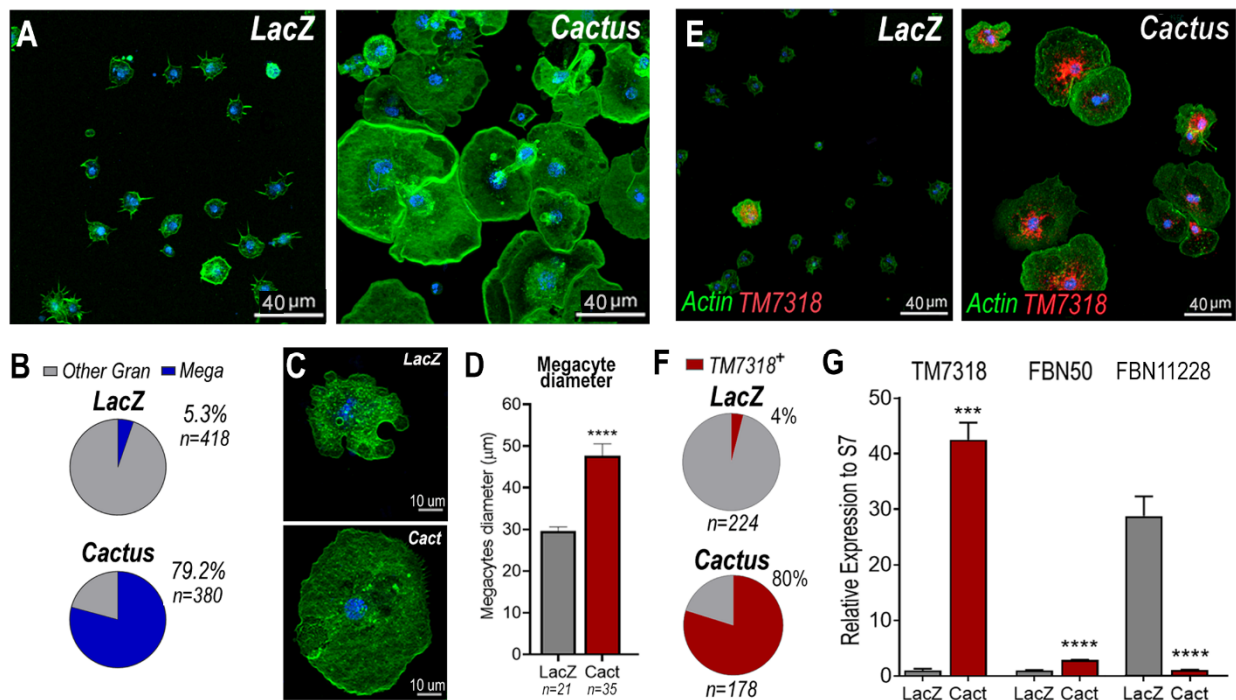 A
LacZ
40 μm
Cactus
40 μm
E
LacZ
Actin TM7318
40 μm
Cactus
Actin TM7318
40 μm
B
Other Gran
Mega
LacZ
5.3%
n=418
Cactus
79.2%
n=380
C
LacZ
10 um
Cact
10 um
D
Megacyte
diameter
Megacytes diameter (μm)
60
50
40
30
20
10
0
****
LacZ
Cact
n=21
n=35
F
TM7318+
LacZ
4%
n=224
Cactus
80%
n=178
G
TM7318
FBN50
FBN11228
Relative Expression to S7
50
40
30
20
10
0
***
****
****
LacZ Cact
LacZ Cact
LacZ Cact